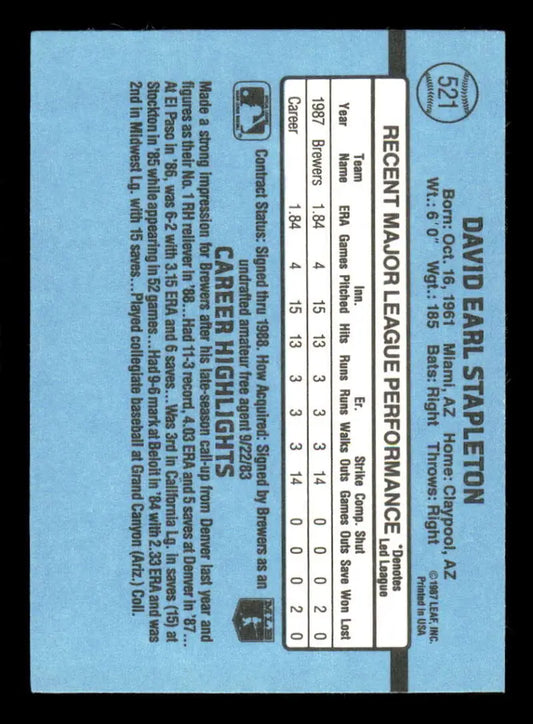 521
DAVID EARL STAPLETON
Born: Oct. 16, 1961 Miami, AZ Home: Claypool, AZ
Wt.: 6' 0" Wgt.: 185 Bats: Right Throws: Right
©1987 LEAF, INC.
Printed in USA
RECENT MAJOR LEAGUE PERFORMANCE *Denotes
Led League
Team Inn. Er. Strike Comp. Shut
Year Name ERA Games Pitched Hits Runs Runs Walks Outs Games Outs Save Won Lost
1987 Brewers 1.84 4 15 13 3 3 3 14 0 0 0 2 0
Career 1.84 4 15 13 3 3 3 14 0 0 0 2 0
Contract Status: Signed thru 1988. How Acquired: Signed by Brewers as an
undrafted amateur free agent 9/22/83
MLB
CAREER HIGHLIGHTS
Made a strong impression for Brewers after his late-season call-up from Denver last year and
figures as their No. 1 RH reliever in '88...Had 11-3 record, 4.03 ERA and 5 saves at Denver in '87...
At El Paso in '86, was 6-2 with 3.15 ERA and 6 saves....Was 3rd in California Lg. in saves (15) at
Stockton in '85 while appearing in 52 games....Had 9-6 mark at Beloit in '84 with 2.33 ERA and was
2nd in Midwest Lg. with 15 saves....Played collegiate baseball at Grand Canyon (Ariz.) Coll.